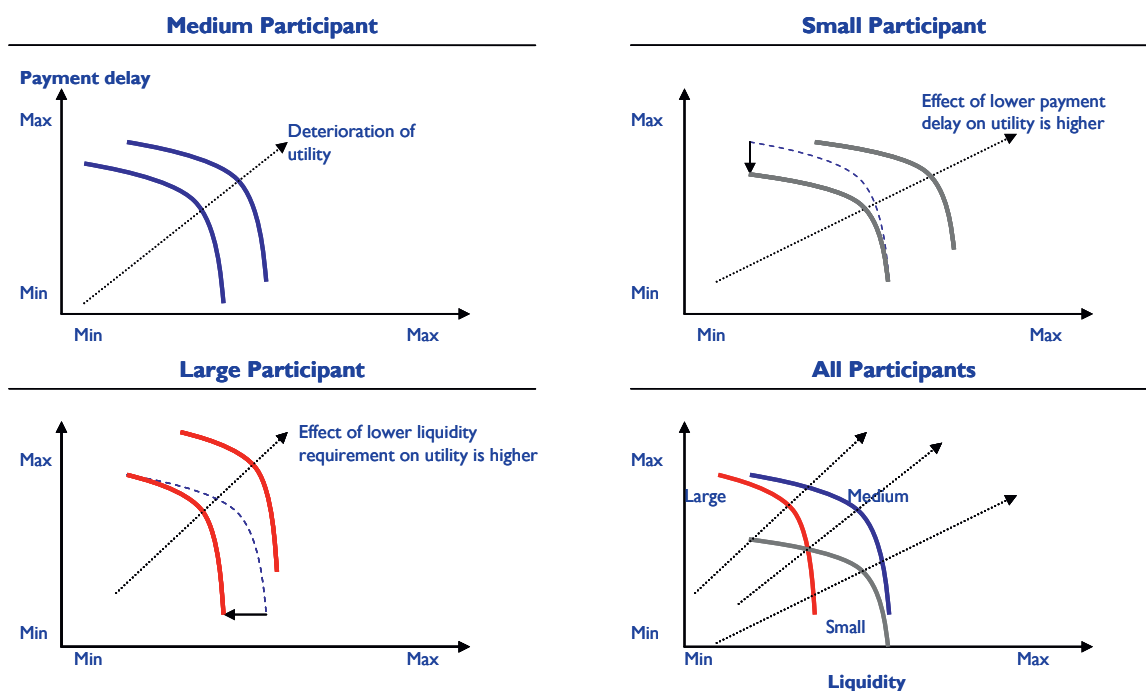 Medium Participant
Payment delay
Max
Deterioration of
utility
Min
Min
Max
Small Participant
Effect of lower payment
delay on utility is higher
Max
Min
Min
Max
Large Participant
Effect of lower liquidity
requirement on utility is higher
Max
Min
Min
Max
All Participants
Max
Large
Medium
Small
Min
Min
Max
Liquidity